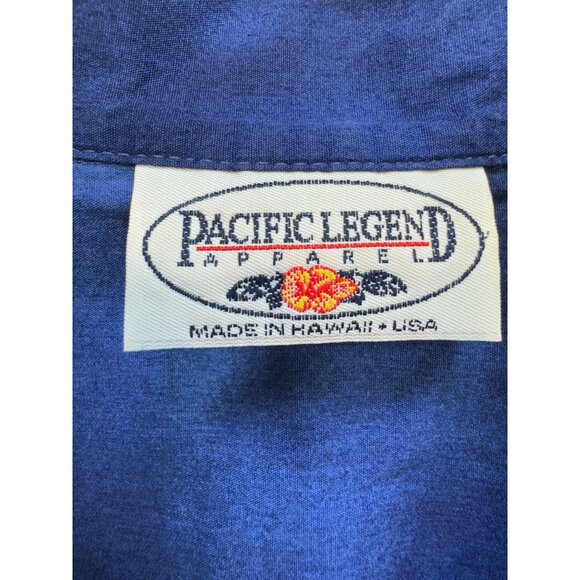 PACIFIC LEGEND
APPAREL
MADE IN HAWAII • USA